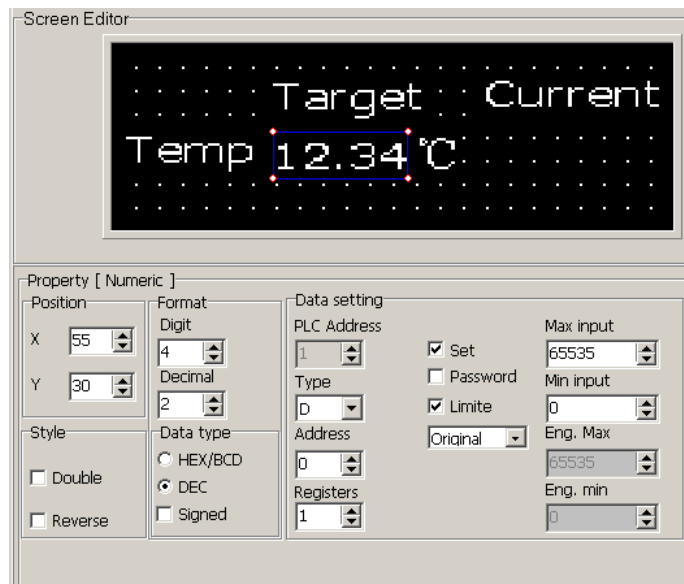 Screen Editor
Target Current
Temp 12.34 ℃
Property [ Numeric ]
Position
X 55
Y 30
Style
Double
Reverse
Format
Digit
4
Decimal
2
Data type
HEX/BCD
DEC
Signed
Data setting
PLC Address
1
Type
D
Address
0
Registers
1
Set
Password
Limite
Original
Max input
65535
Min input
0
Eng. Max
65535
Eng. min
0